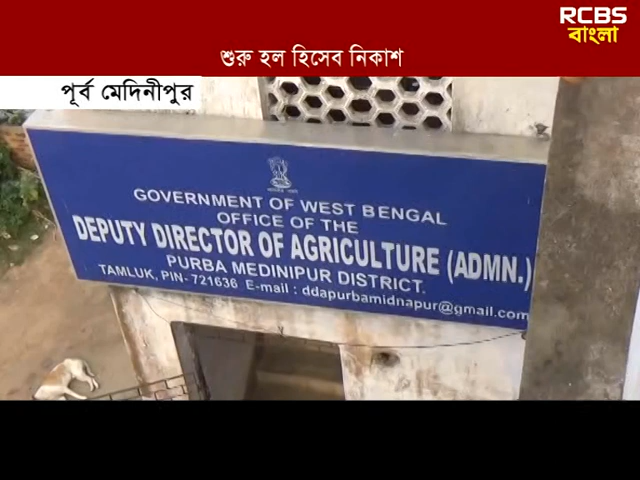 RCBS
বাংলা
শুরু হল হিসেব নিকাশ
পূর্ব মেদিনীপুর
GOVERNMENT OF WEST BENGAL
OFFICE OF THE
DEPUTY DIRECTOR OF AGRICULTURE (ADMN.)
PURBA MEDINIPUR DISTRICT.
TAMLUK, PIN-721636 E-mail : ddapurbamidnapur@gmail.com